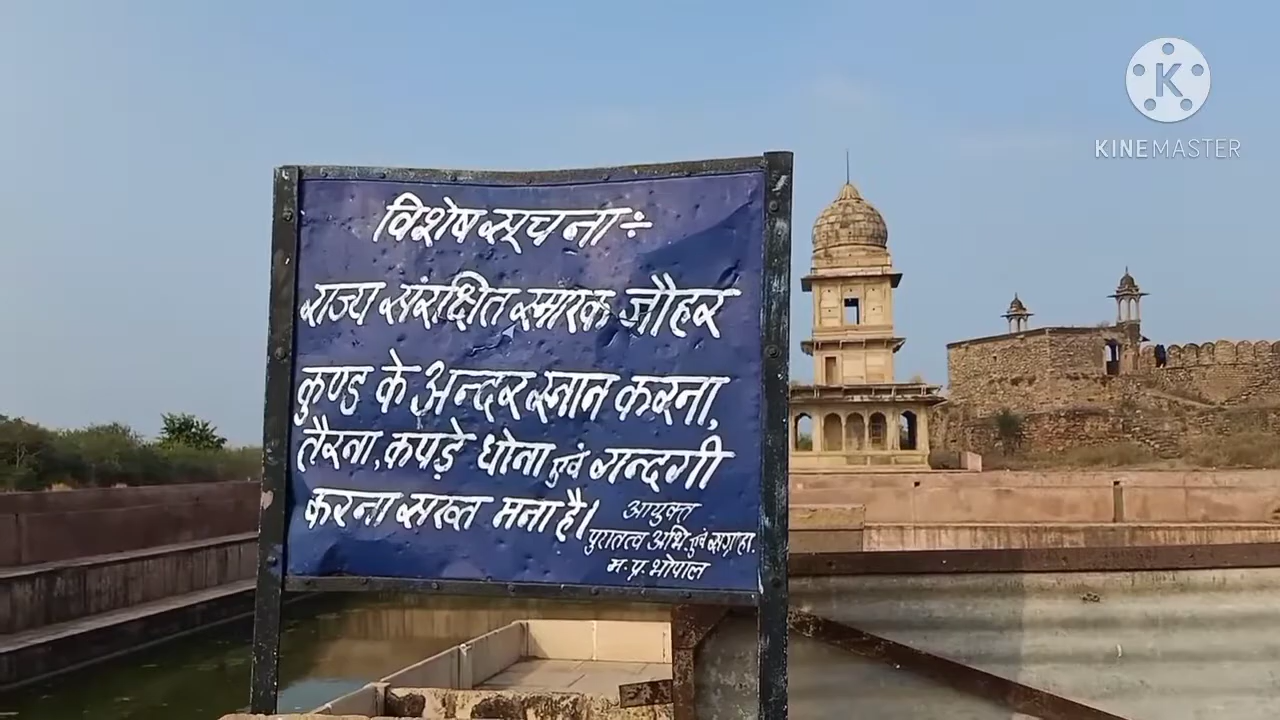 विशेष सूचना ÷
राज्य संरक्षित स्मारक जौहर
कुण्ड के अन्दर स्नान करना,
तैरना, कपड़े धोना एवं गन्दगी
करना सख्त मना है।
आयुक्त
पुरातत्व अभि. एवं संग्रहा.
म. प्र. भोपाल
K
KINEMASTER